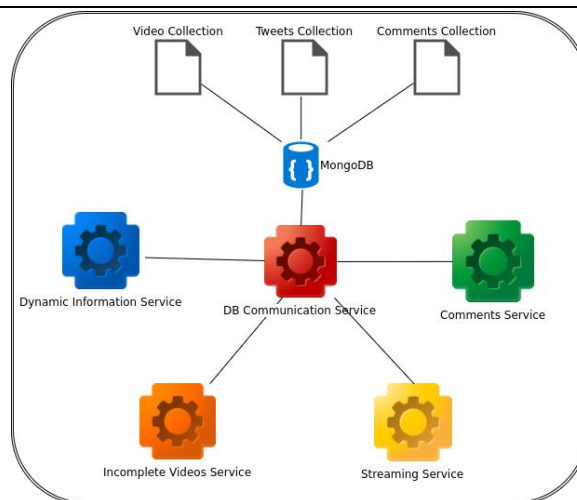 Video Collection
Tweets Collection
Comments Collection
{ }
MongoDB
Dynamic Information Service
DB Communication Service
Comments Service
Incomplete Videos Service
Streaming Service